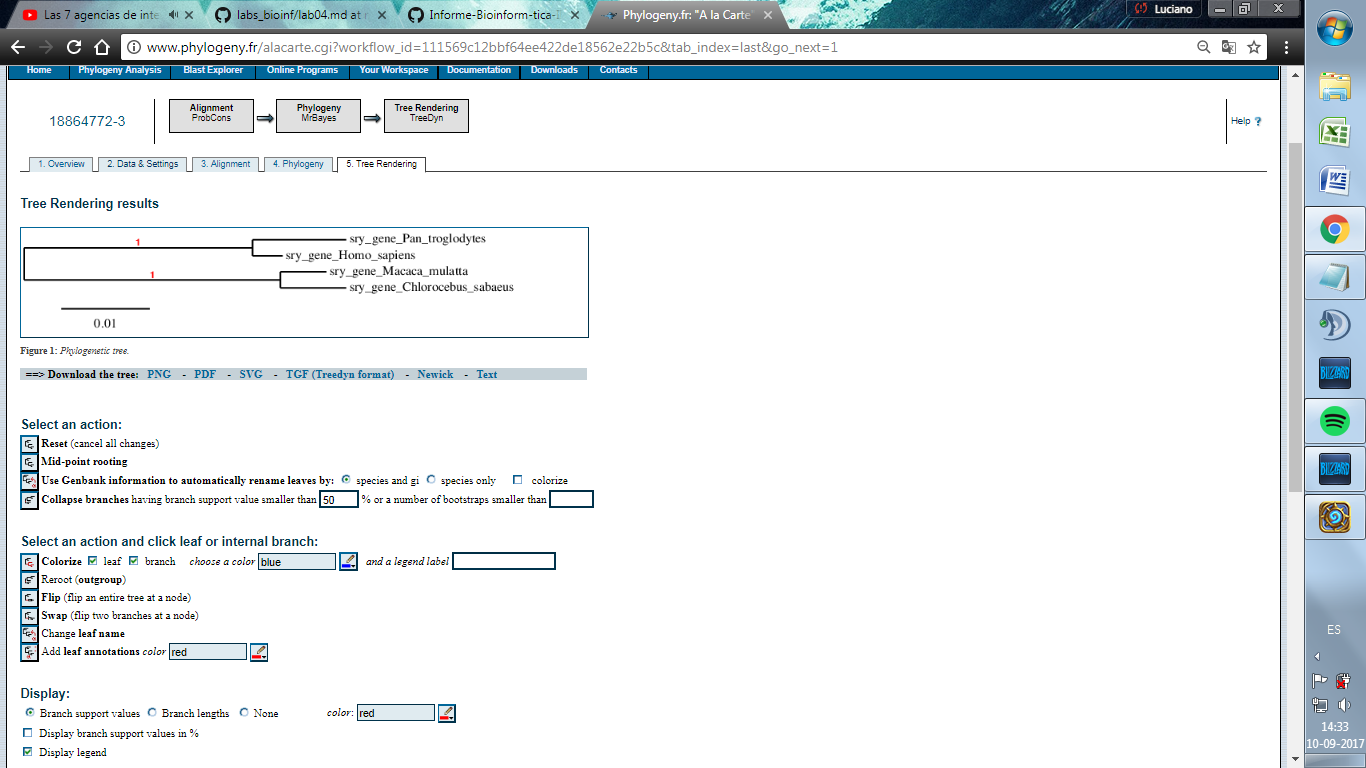 Las 7 agencias de inte
labs_bioinf/lab04.md at r
Informe-Bioinform-tica-I
Phylogeny.fr: "A la Carte"
Luciano
www.phylogeny.fr/alacarte.cgi?workflow_id=111569c12bbf64ee422de18562e22b5c&tab_index=last&go_next=1
Home Phylogeny Analysis Blast Explorer Online Programs Your Workspace Documentation Downloads Contacts
18864772-3
Alignment
ProbCons
Phylogeny
MrBayes
Tree Rendering
TreeDyn
Help ?
1. Overview 2. Data & Settings 3. Alignment 4. Phylogeny 5. Tree Rendering
Tree Rendering results
1
sry_gene_Pan_troglodytes
sry_gene_Homo_sapiens
1
sry_gene_Macaca_mulatta
sry_gene_Chlorocebus_sabaeus
0.01
Figure 1: Phylogenetic tree.
==> Download the tree: PNG - PDF - SVG - TGF (Treedyn format) - Newick - Text
Select an action:
Reset (cancel all changes)
Mid-point rooting
Use Genbank information to automatically rename leaves by: species and gi species only colorize
Collapse branches having branch support value smaller than 50 % or a number of bootstraps smaller than
Select an action and click leaf or internal branch:
Colorize leaf branch choose a color blue and a legend label
Reroot (outgroup)
Flip (flip an entire tree at a node)
Swap (flip two branches at a node)
Change leaf name
Add leaf annotations color red
Display:
Branch support values Branch lengths None color: red
Display branch support values in %
Display legend
BLIZZARD
BLIZZARD
ES
14:33
10-09-2017